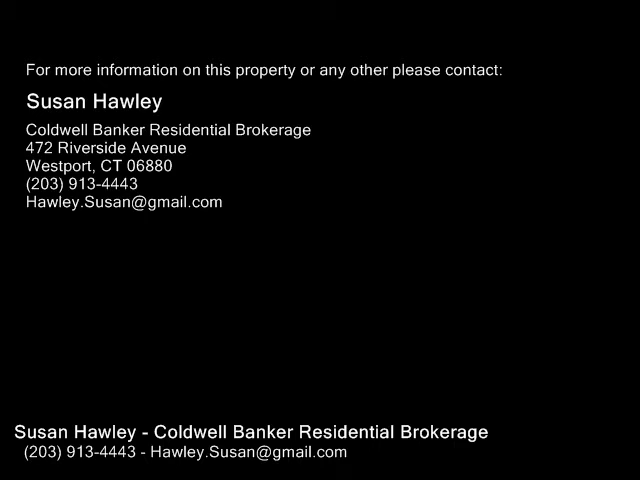 For more information on this property or any other please contact:
Susan Hawley
Coldwell Banker Residential Brokerage
472 Riverside Avenue
Westport, CT 06880
(203) 913-4443
Hawley.Susan@gmail.com
Susan Hawley - Coldwell Banker Residential Brokerage
(203) 913-4443 - Hawley.Susan@gmail.com